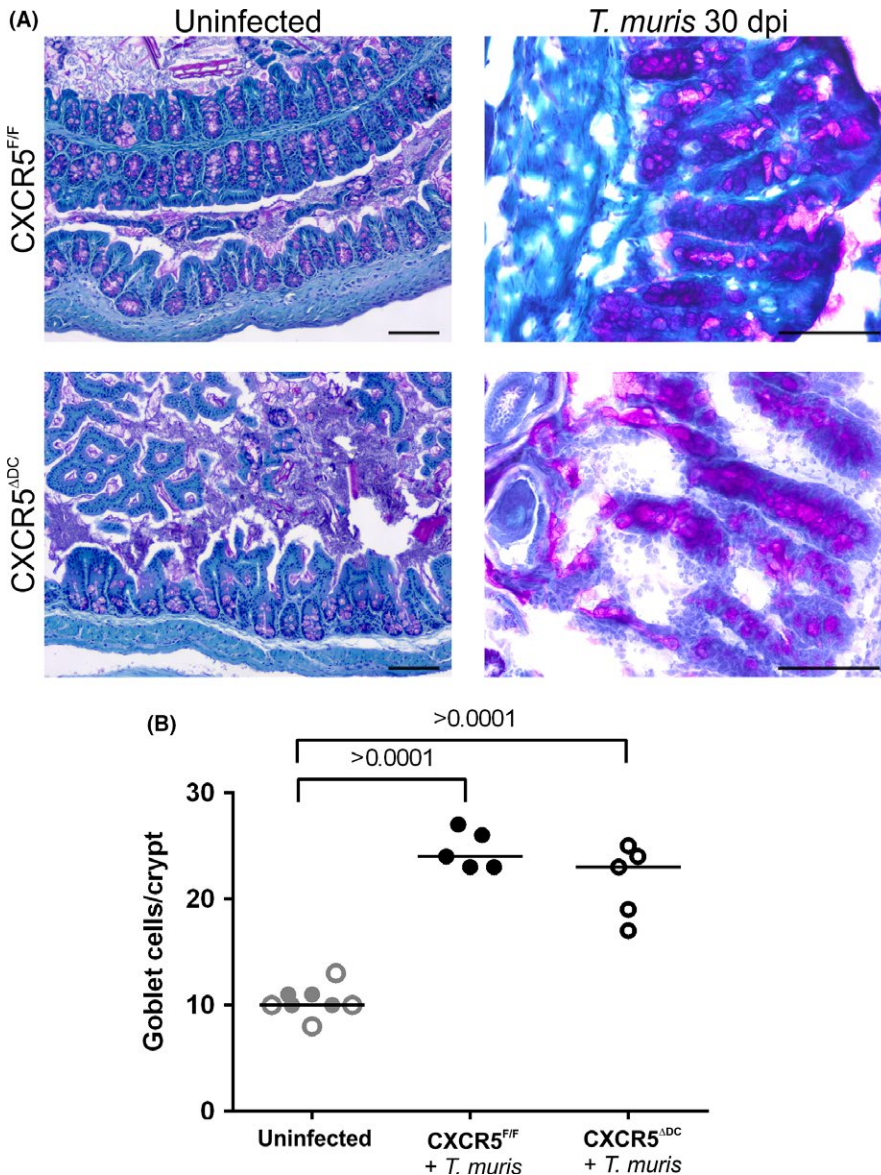 (A)
Uninfected
T. muris 30 dpi
CXCR5F/F
CXCR5ΔDC
(B)
>0.0001
>0.0001
30
20
10
0
Goblet cells/crypt
Uninfected
CXCR5F/F
+ T. muris
CXCR5ΔDC
+ T. muris